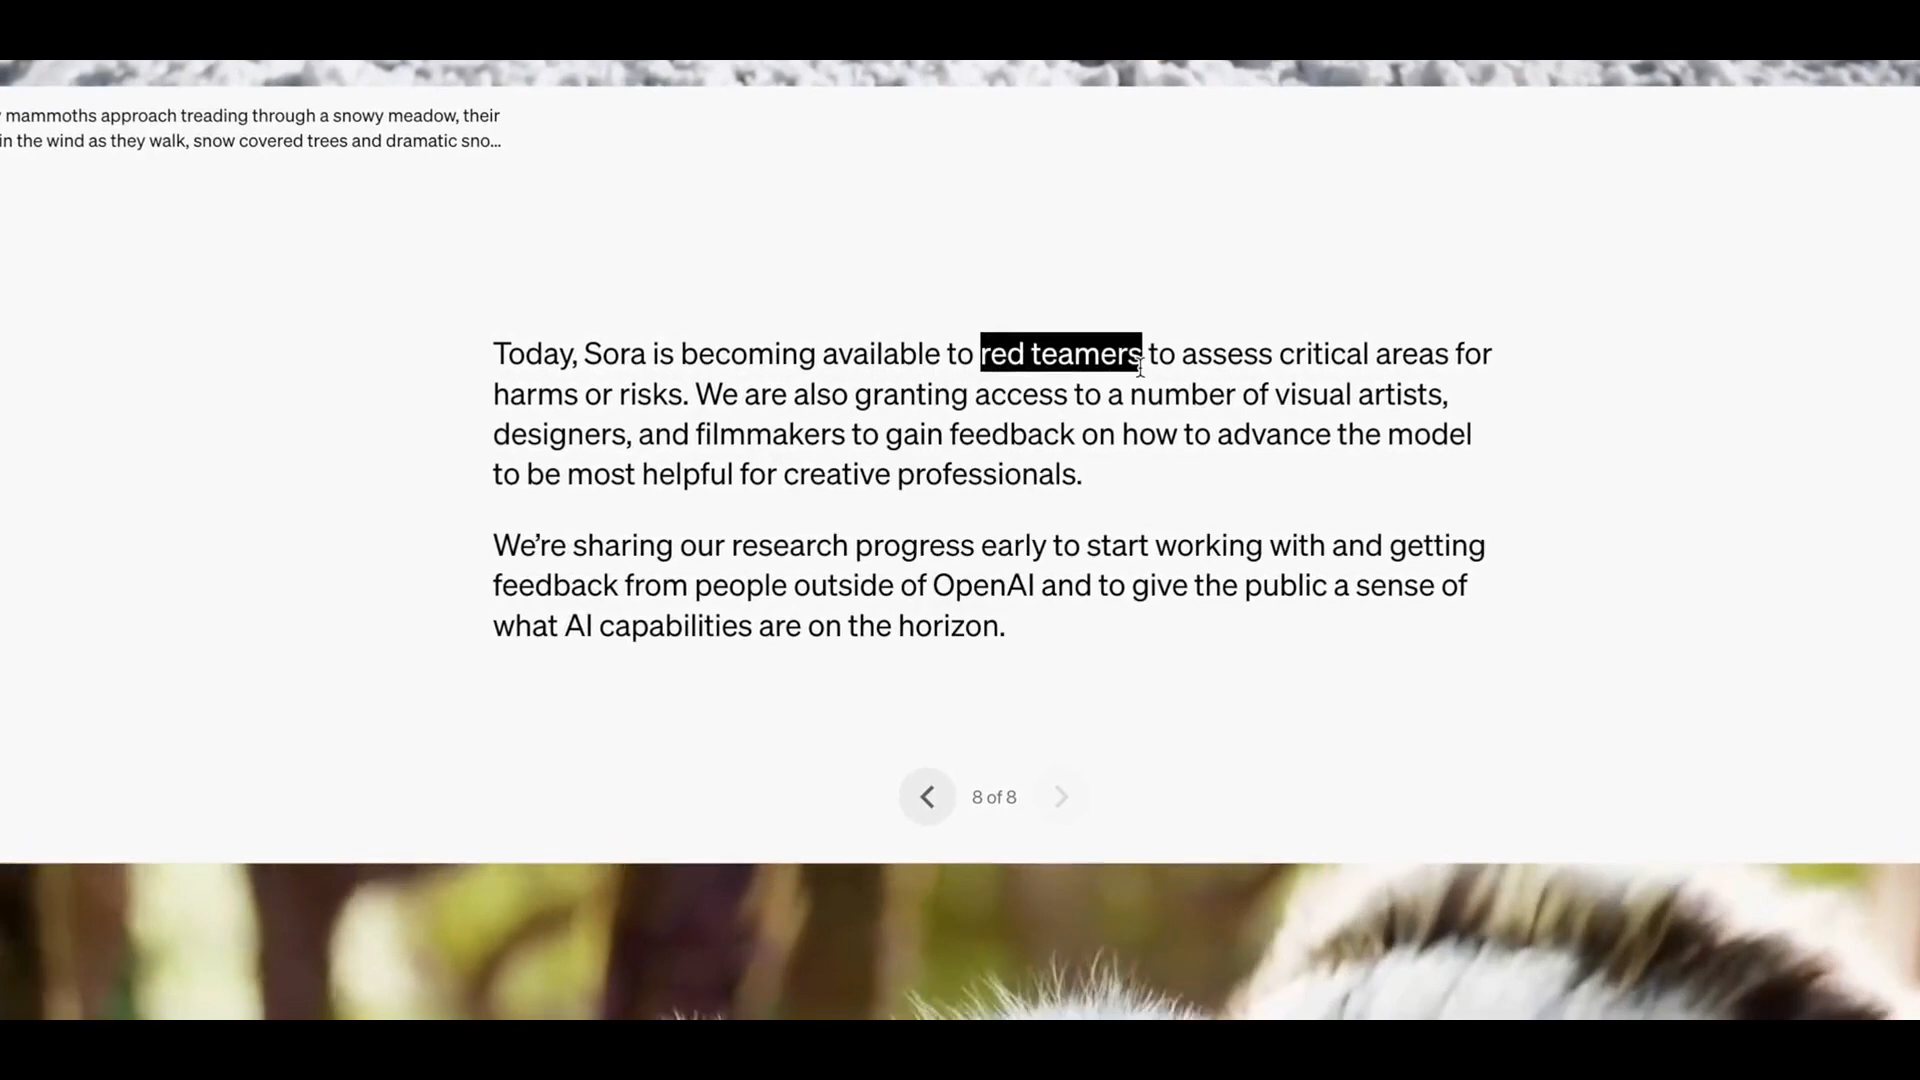 mammoths approach treading through a snowy meadow, their
in the wind as they walk, snow covered trees and dramatic sno...
Today, Sora is becoming available to red teamers to assess critical areas for
harms or risks. We are also granting access to a number of visual artists,
designers, and filmmakers to gain feedback on how to advance the model
to be most helpful for creative professionals.
We’re sharing our research progress early to start working with and getting
feedback from people outside of OpenAI and to give the public a sense of
what AI capabilities are on the horizon.
8 of 8